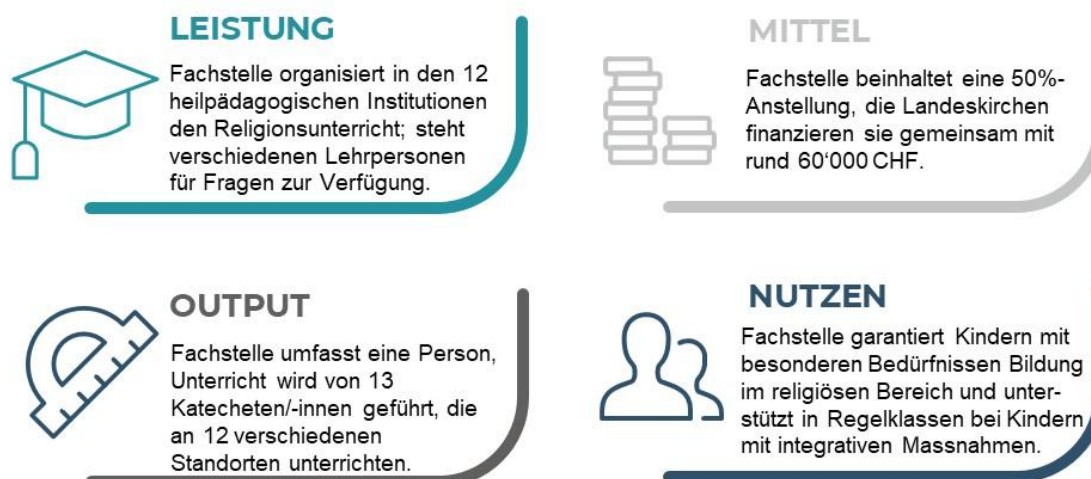 LEISTUNG
Fachstelle organisiert in den 12
heilpädagogischen Institutionen
den Religionsunterricht; steht
verschiedenen Lehrpersonen
für Fragen zur Verfügung.
MITTEL
Fachstelle beinhaltet eine 50%-
Anstellung, die Landeskirchen
finanzieren sie gemeinsam mit
rund 60‘000 CHF.
OUTPUT
Fachstelle umfasst eine Person,
Unterricht wird von 13
Katecheten/-innen geführt, die
an 12 verschiedenen
Standorten unterrichten.
NUTZEN
Fachstelle garantiert Kindern mit
besonderen Bedürfnissen Bildung
im religiösen Bereich und unter-
stützt in Regelklassen bei Kindern
mit integrativen Massnahmen.